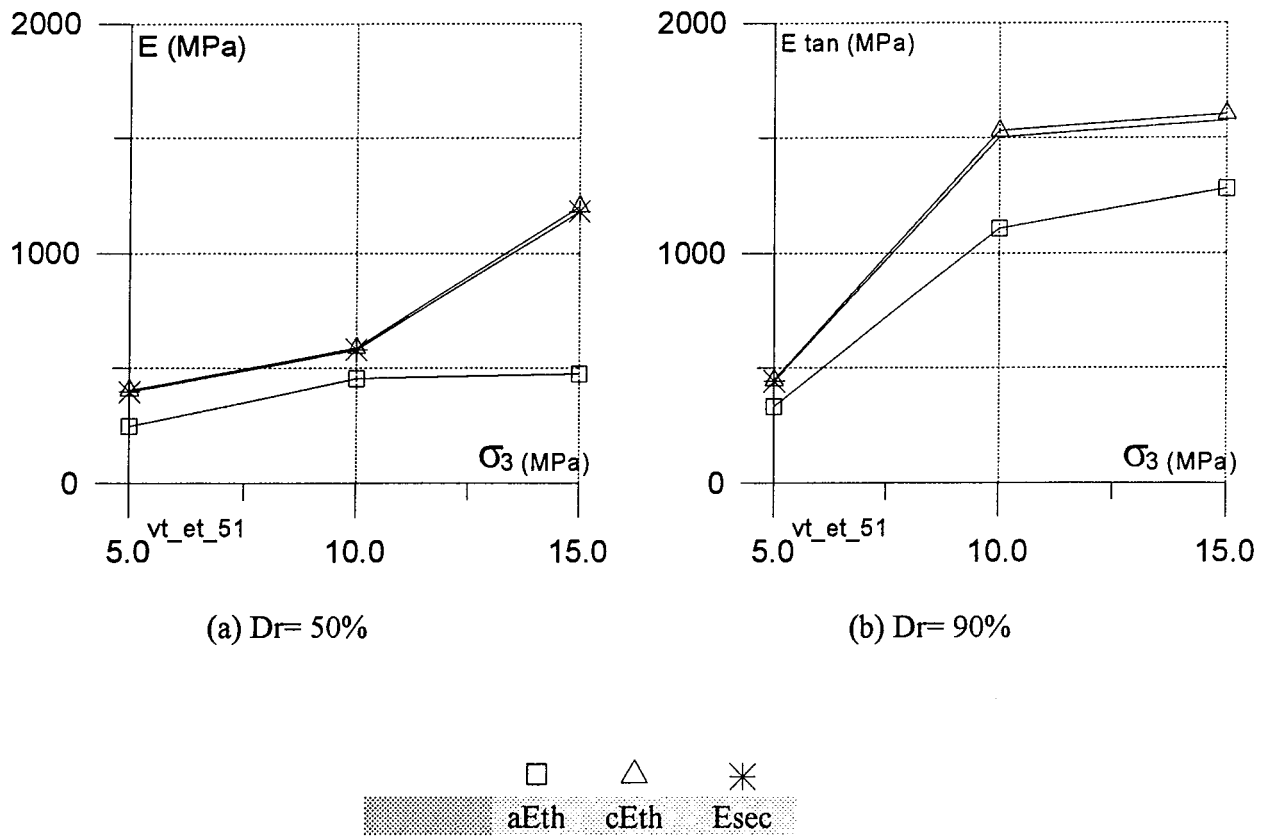 2000
E (MPa)
1000
0
σ3 (MPa)
vt_et_51
5.0
10.0
15.0
(a) Dr= 50%
2000
E tan (MPa)
1000
0
σ3 (MPa)
vt_et_51
5.0
10.0
15.0
(b) Dr= 90%
aEth cEth Esec